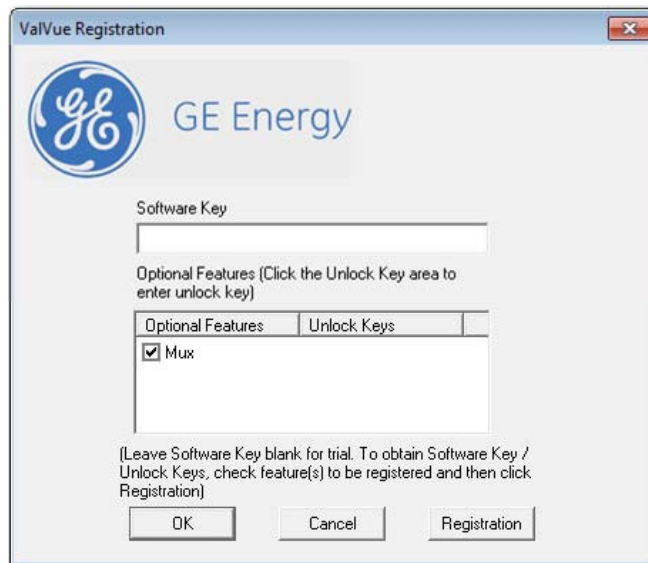 ValVue Registration
GE
GE Energy
Software Key
Optional Features (Click the Unlock Key area to
enter unlock key)
Optional Features Unlock Keys
Mux
(Leave Software Key blank for trial. To obtain Software Key /
Unlock Keys, check feature(s) to be registered and then click
Registration)
OK Cancel Registration